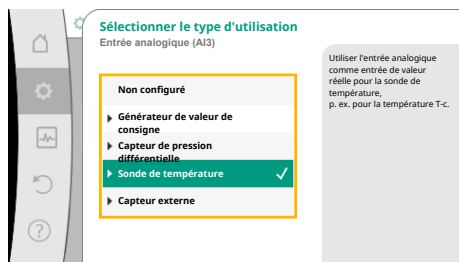 Sélectionner le type d'utilisation
Entrée analogique (AI3)
Non configuré
Générateur de valeur de
consigne
Capteur de pression
différentielle
Sonde de température
Capteur externe
Utiliser l'entrée analogique
comme entrée de valeur
réelle pour la sonde de
température,
p. ex. pour la température T-c.
?